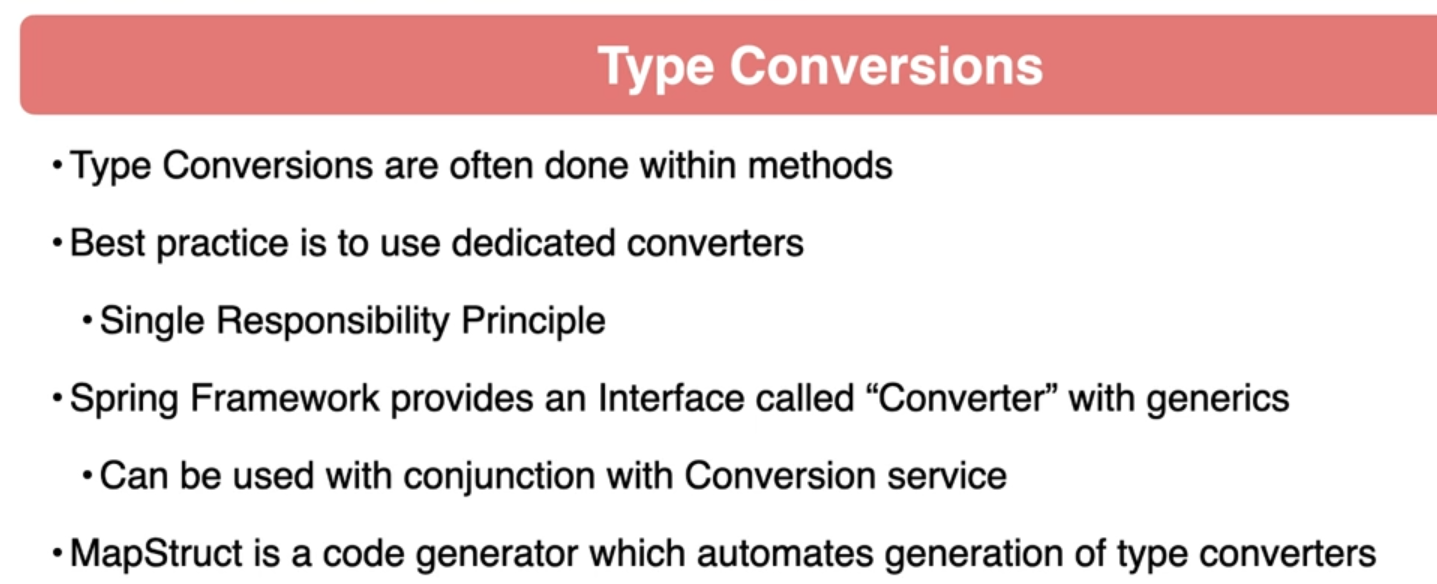 Type Conversions
• Type Conversions are often done within methods
• Best practice is to use dedicated converters
• Single Responsibility Principle
• Spring Framework provides an Interface called “Converter” with generics
• Can be used with conjunction with Conversion service
• MapStruct is a code generator which automates generation of type converters